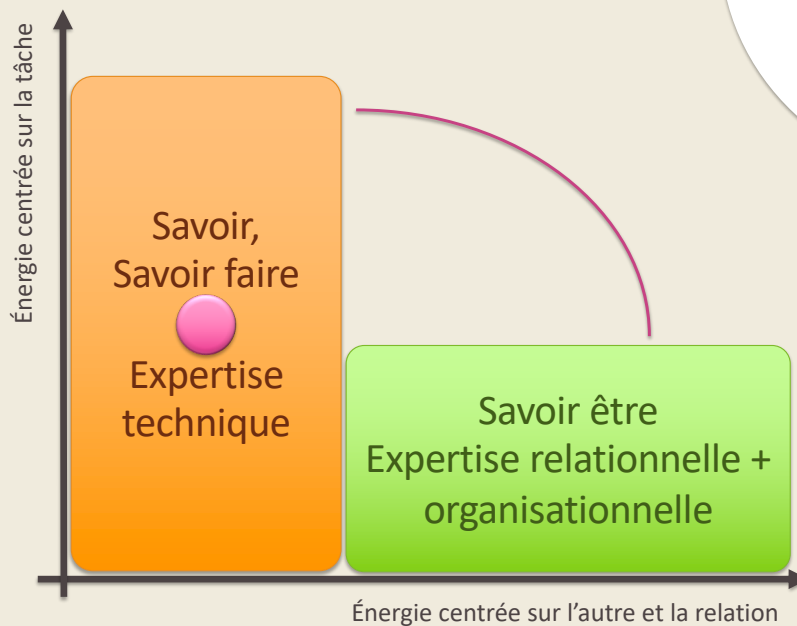 Énergie centrée sur la tâche
Savoir,
Savoir faire
Expertise
technique
Savoir être
Expertise relationnelle +
organisationnelle
Énergie centrée sur l’autre et la relation